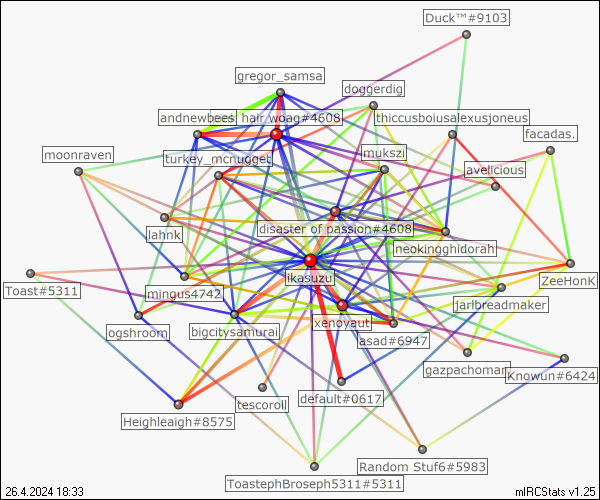 Duck™#9103
gregor_samsa
doggerdig
andnewbees
hair woag#4608
thiccusboiusalexusjoneus
facadas.
moonraven
turkey_mcnugget
mukszi
avelicious
lahnk
disaster of passion#4608
neokingghidorah
Toast#5311
mingus4742
likasuzu
ZeeHonK
ogshroom
bigcitysamurai
xenoyaut
jarlbreadmaker
asad#6947
gazpachoman
Knowun#6424
Heighleaigh#8575
tescoroll
default#0617
Random Stuf6#5983
ToastephBroseph5311#5311
26.4.2024 18:33
mIRCStats v1.25